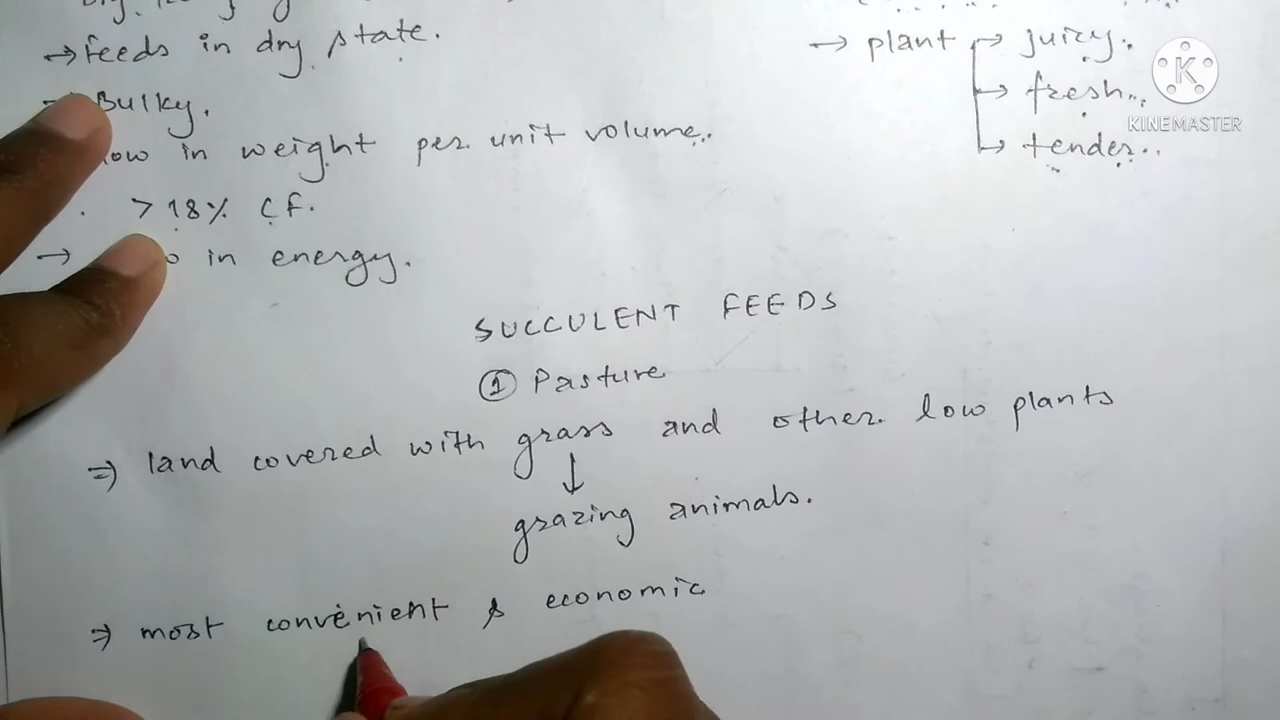 → feeds in dry state.
→ Bulky.
low in weight per unit volume..
. > 18% CF.
→ in energy.
→ plant → juicy.
→ fresh..
→ tender..
KINEMASTER
SUCCULENT FEEDS
① Pasture
⇒ land covered with grass and other low plants
↓
grazing animals.
⇒ most convenient & economic